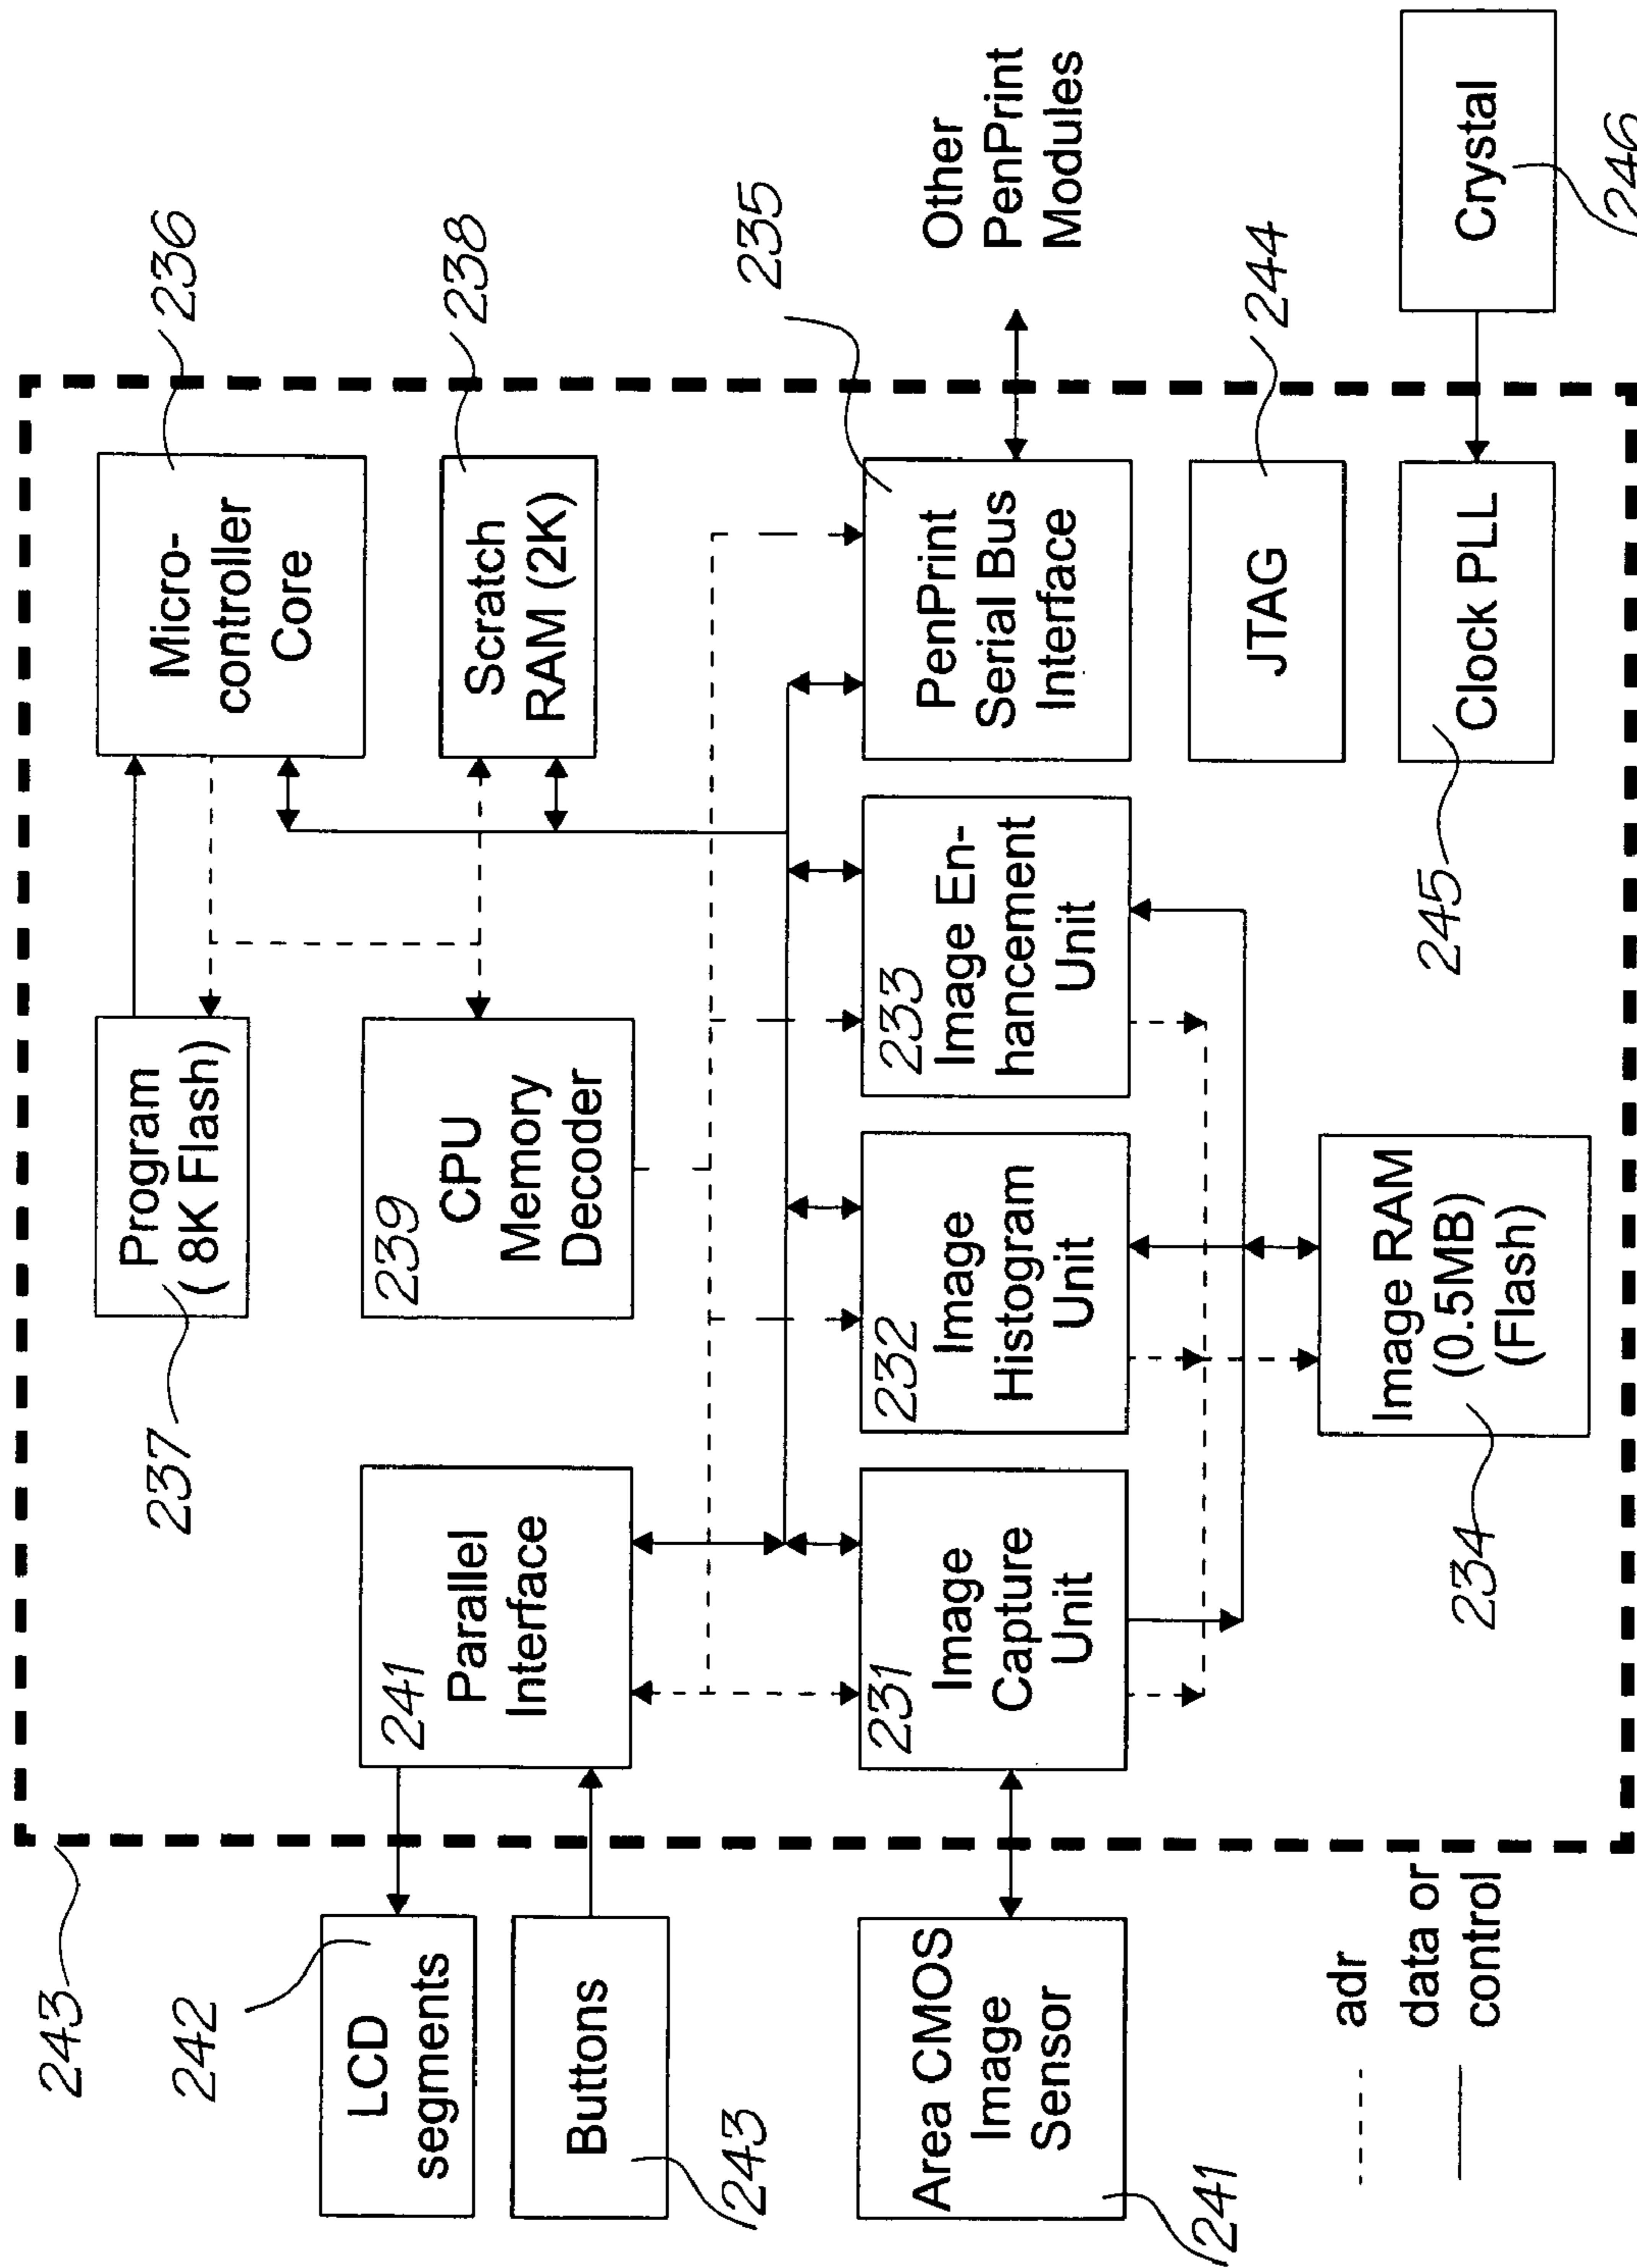 243
242
LCD
segments
Buttons
243
Area CMOS
Image
Sensor
241
adr
data or
control
241
Parallel
Interface
231
Image
Capture
Unit
237
Program
( 8K Flash)
239
CPU
Memory
Decoder
232
Image
Histogram
Unit
233
Image En-
hancement
Unit
234
Image RAM
(0.5MB)
(Flash)
Micro-
controller
Core
236
Scratch
RAM (2K)
238
235
PenPrint
Serial Bus
Interface
Other
PenPrint
Modules
JTAG
244
Clock PLL
245
Crystal
246